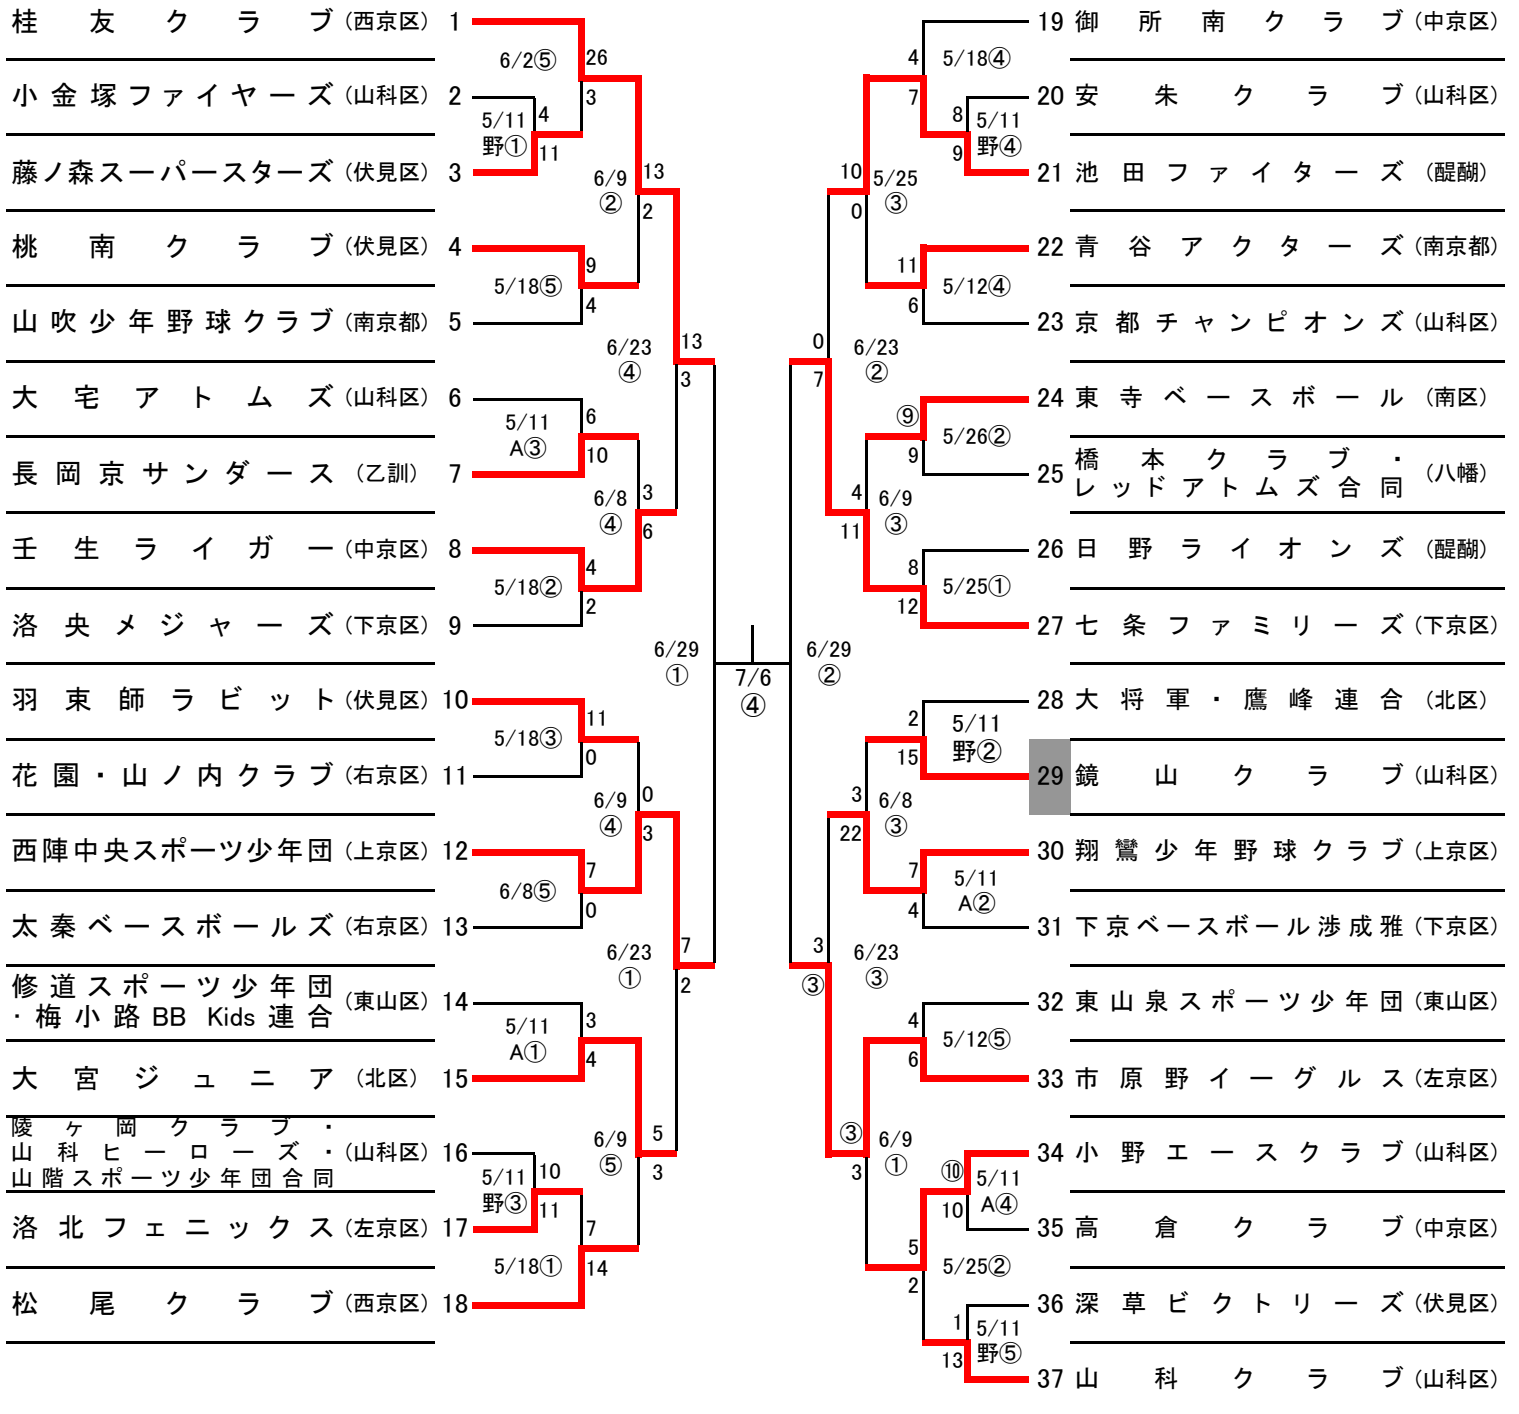 桂友クラブ (西京区) 1
小金塚ファイヤーズ (山科区) 2
藤ノ森スーパースターズ (伏見区) 3
桃南クラブ (伏見区) 4
山吹少年野球クラブ (南京都) 5
大宅アトムズ (山科区) 6
長岡京サンダース (乙訓) 7
壬生ライガー (中京区) 8
洛央メジャーズ (下京区) 9
羽束師ラビット (伏見区) 10
花園・山ノ内クラブ (右京区) 11
西陣中央スポーツ少年団 (上京区) 12
太秦ベースボールズ (右京区) 13
修道スポーツ少年団
・梅小路BB Kids連合 (東山区) 14
大宮ジュニア (北区) 15
陵ヶ岡クラブ・
山科ヒーローズ・ (山科区) 16
山階スポーツ少年団合同
洛北フェニックス (左京区) 17
松尾クラブ (西京区) 18
6/2⑤
26
3
5/11
野①
4
11
6/9
②
13
2
5/18⑤
9
4
6/23
④
13
3
5/11
A③
6
10
6/8
④
3
6
5/18②
4
2
6/29
①
5/18③
11
0
6/9
④
0
3
6/8⑤
7
0
6/23
①
7
2
5/11
A①
3
4
6/9
⑤
5
3
5/11
野③
10
11
5/18①
7
14
7/6
④
6/29
②
4
7
5/18④
8
9
5/11
野④
10
0
5/25
③
11
6
5/12④
0
7
6/23
②
⑨
9
5/26②
4
11
6/9
③
8
12
5/25①
2
15
5/11
野②
3
22
6/8
③
7
4
5/11
A②
3
③
6/23
③
4
6
5/12⑤
③
3
6/9
①
⑩
10
5/11
A④
5
2
5/25②
1
13
5/11
野⑤
19 御所南クラブ (中京区)
20 安朱クラブ (山科区)
21 池田ファイターズ (醍醐)
22 青谷アクターズ (南京都)
23 京都チャンピオンズ (山科区)
24 東寺ベースボール (南区)
25 橋本クラブ・
レッドアトムズ合同 (八幡)
26 日野ライオンズ (醍醐)
27 七条ファミリーズ (下京区)
28 大将軍・鷹峰連合 (北区)
29 鏡山クラブ (山科区)
30 翔鸞少年野球クラブ (上京区)
31 下京ベースボール渉成雅 (下京区)
32 東山泉スポーツ少年団 (東山区)
33 市原野イーグルス (左京区)
34 小野エースクラブ (山科区)
35 高倉クラブ (中京区)
36 深草ビクトリーズ (伏見区)
37 山科クラブ (山科区)